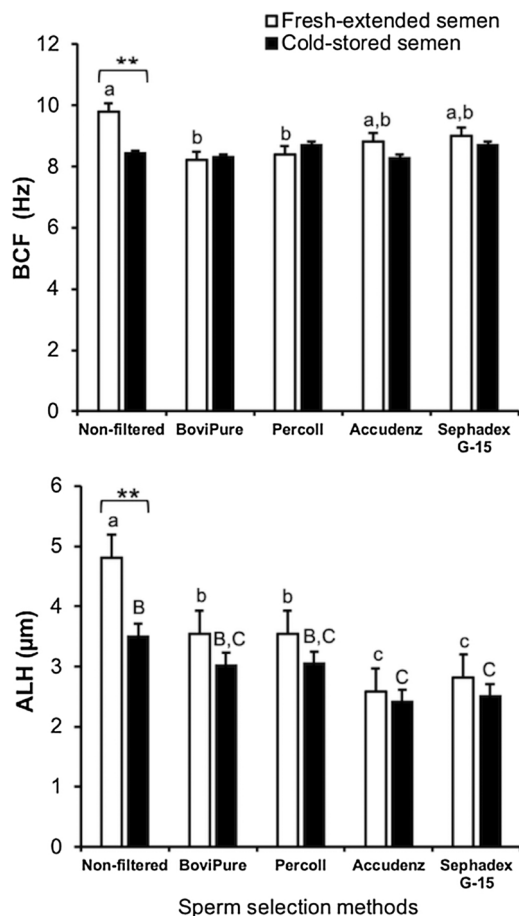 Fresh-extended semen
Cold-stored semen
12
10
8
6
4
2
0
BCF (Hz)
**
a
b
b
a,b
a,b
Non-filtered BoviPure Percoll Accudenz Sephadex
G-15
6
5
4
3
2
1
0
ALH (µm)
**
a
B
b
B,C
b
B,C
c
C
c
C
Non-filtered BoviPure Percoll Accudenz Sephadex
G-15
Sperm selection methods